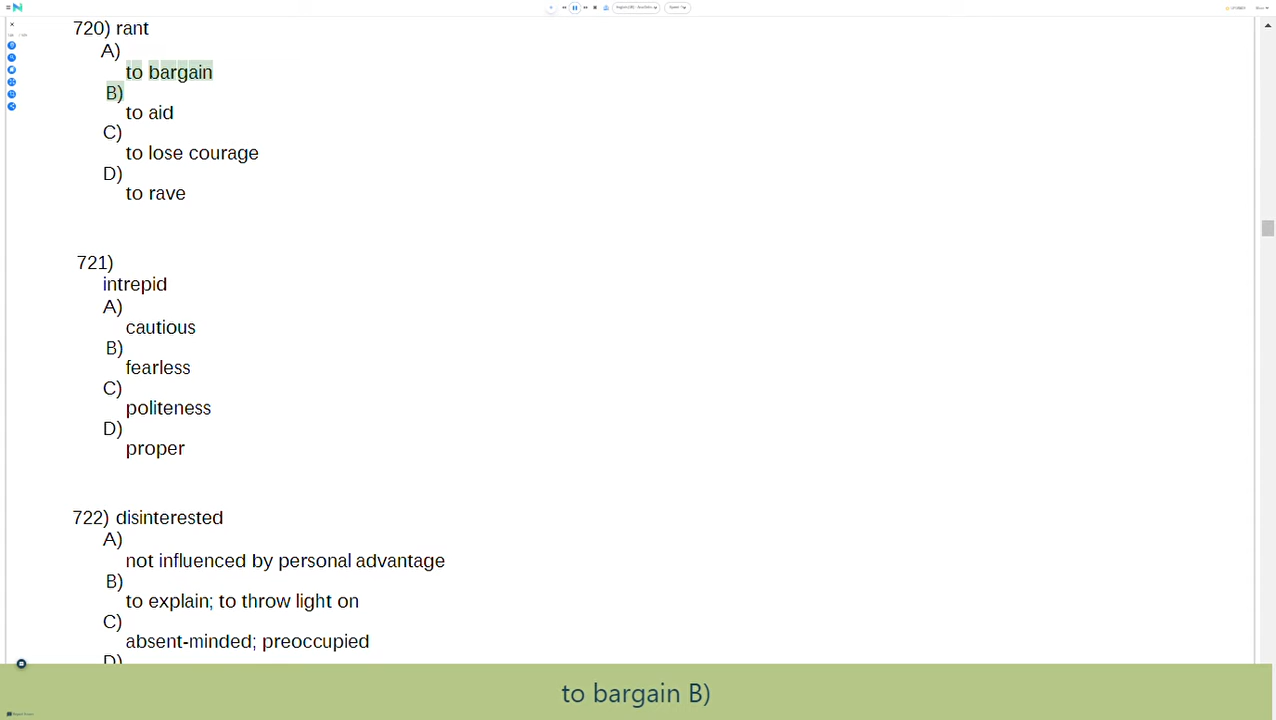 720) rant
A)
to bargain
B)
to aid
C)
to lose courage
D)
to rave
721)
intrepid
A)
cautious
B)
fearless
C)
politeness
D)
proper
722) disinterested
A)
not influenced by personal advantage
B)
to explain; to throw light on
C)
absent-minded; preoccupied
D)
to bargain B)